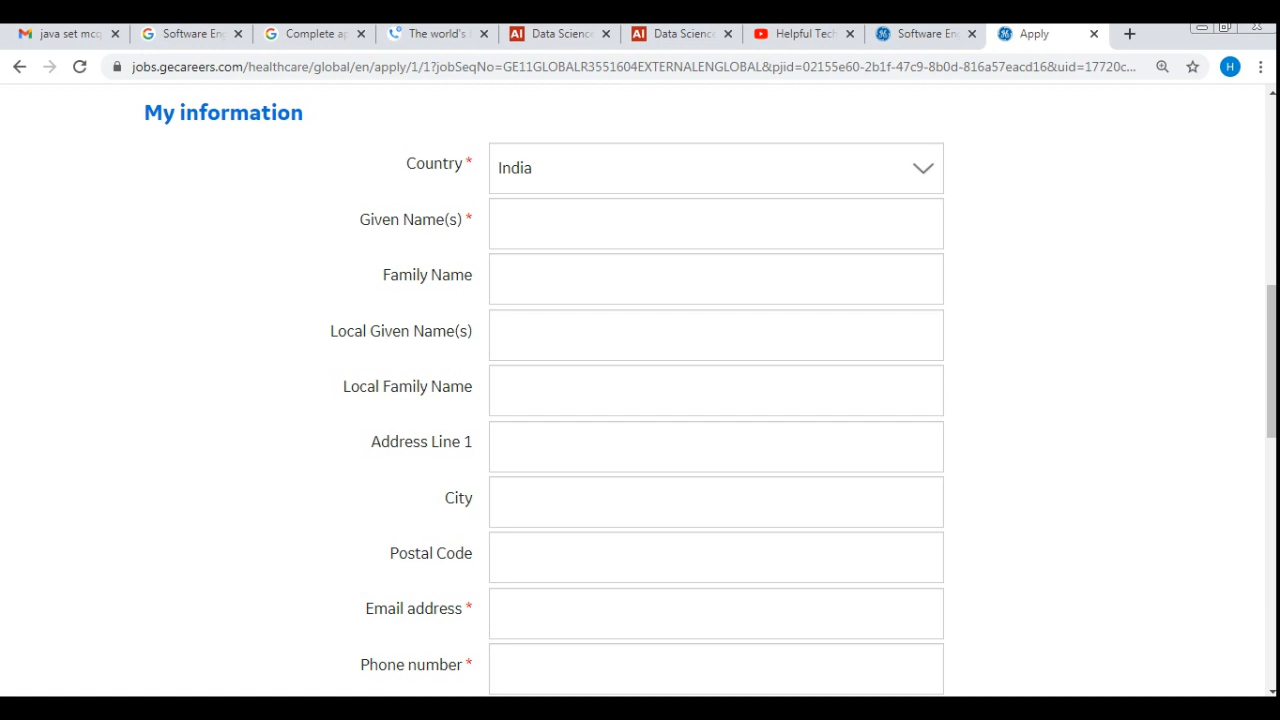 java set mcq
Software En
Complete ap
The world's
Data Science
Data Science
Helpful Tech
Software En
Apply
jobs.gecareers.com/healthcare/global/en/apply/1/1?jobSeqNo=GE11GLOBALR3551604EXTERNALENGLOBAL&pjid=02155e60-2b1f-47c9-8b0d-816a57eacd16&uid=17720c...
H
My information
Country *
India
Given Name(s) *
Family Name
Local Given Name(s)
Local Family Name
Address Line 1
City
Postal Code
Email address *
Phone number *